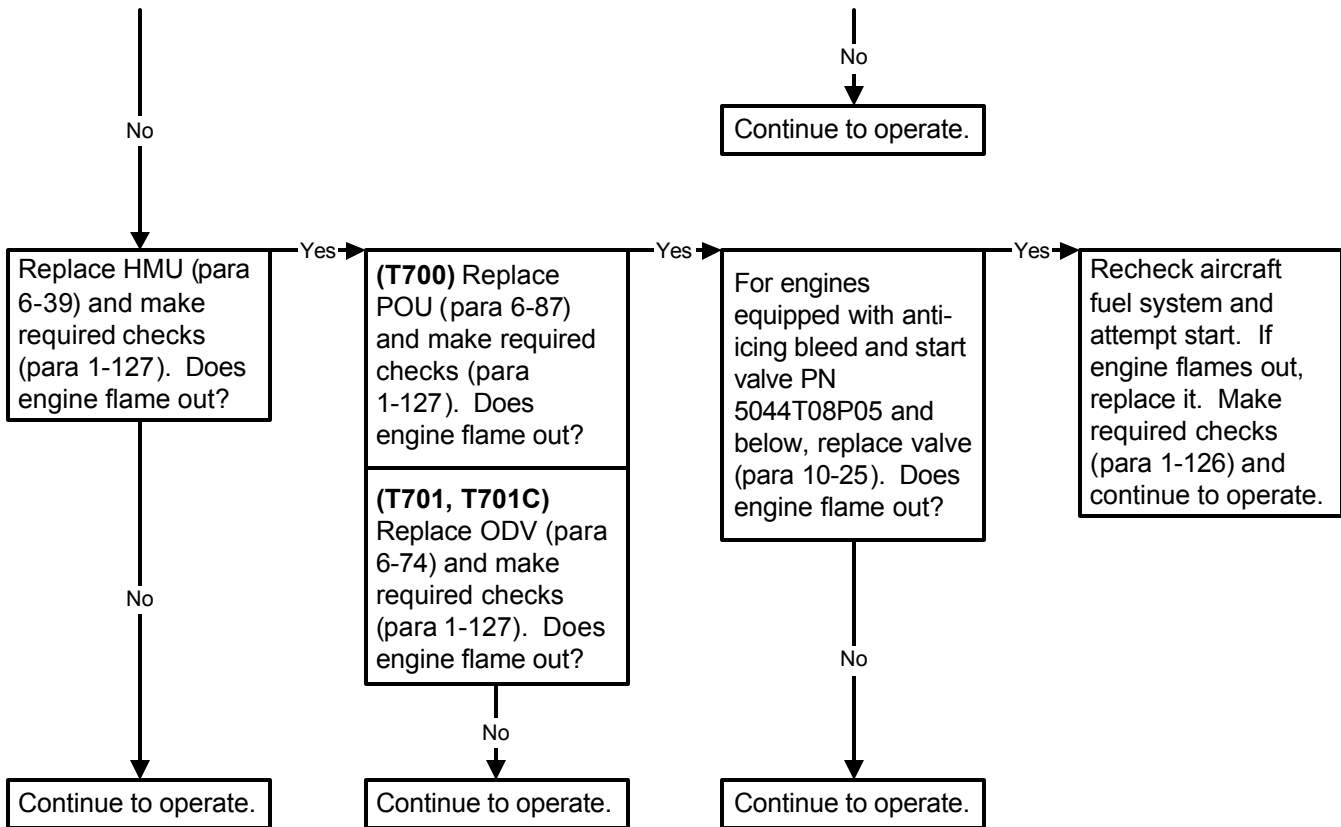 No
No
Continue to operate.
Replace HMU (para
6-39) and make
required checks
(para 1-127).  Does
engine flame out?
Yes
(T700) Replace
POU (para 6-87)
and make required
checks (para
1-127).  Does
engine flame out?
(T701, T701C)
Replace ODV (para
6-74) and make
required checks
(para 1-127).  Does
engine flame out?
Yes
For engines
equipped with anti-
icing bleed and start
valve PN
5044T08P05 and
below, replace valve
(para 10-25).  Does
engine flame out?
Yes
Recheck aircraft
fuel system and
attempt start.  If
engine flames out,
replace it.  Make
required checks
(para 1-126) and
continue to operate.
No
No
No
Continue to operate.
Continue to operate.
Continue to operate.